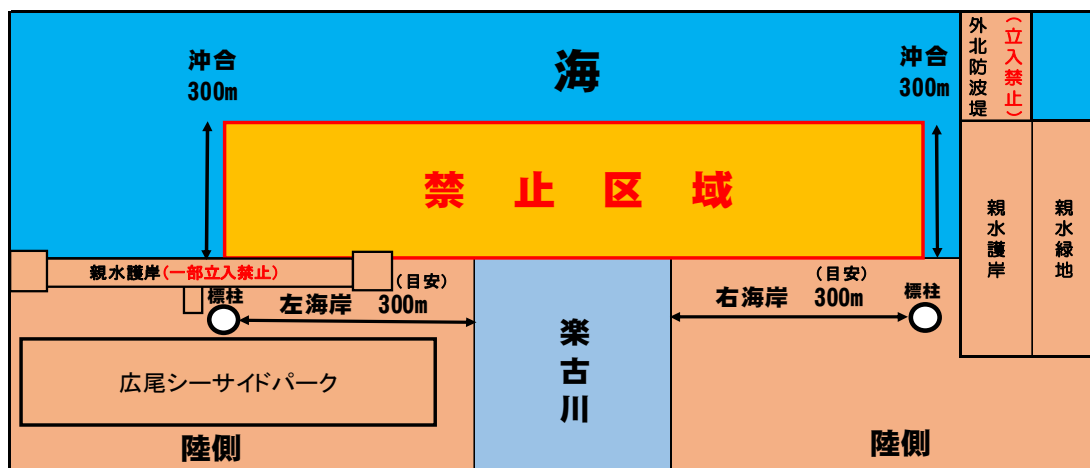 沖合
300m
海
沖合
300m
外北防波堤
(立入禁止)
禁止区域
親水護岸
親水緑地
親水護岸(一部立入禁止)
(目安)
左海岸 300m
標柱
(目安)
右海岸 300m
標柱
楽古川
広尾シーサイドパーク
陸側
陸側